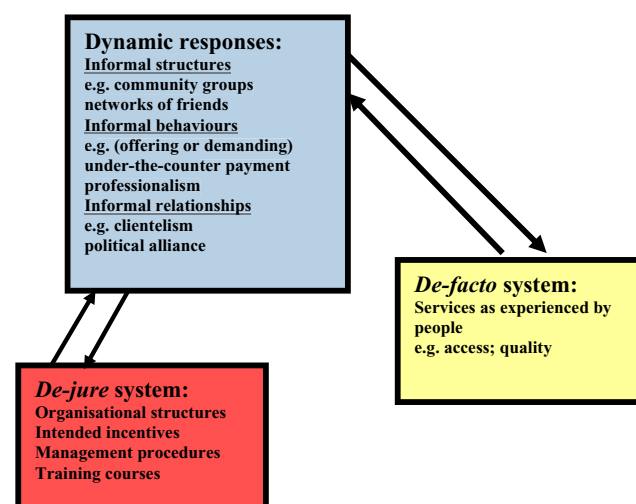 Dynamic responses:
Informal structures
e.g. community groups
networks of friends
Informal behaviours
e.g. (offering or demanding)
under-the-counter payment
professionalism
Informal relationships
e.g. clientelism
political alliance
De-facto system:
Services as experienced by
people
e.g. access; quality
De-jure system:
Organisational structures
Intended incentives
Management procedures
Training courses